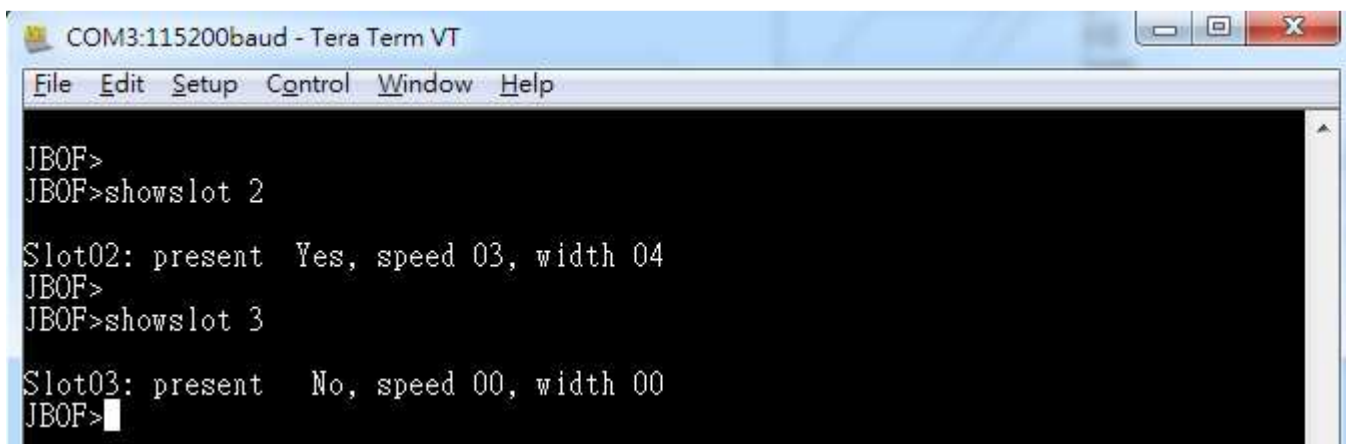 COM3:115200baud - Tera Term VT
File Edit Setup Control Window Help
JBOF>
JBOF>showslot 2
Slot02: present  Yes, speed 03, width 04
JBOF>
JBOF>showslot 3
Slot03: present   No, speed 00, width 00
JBOF>